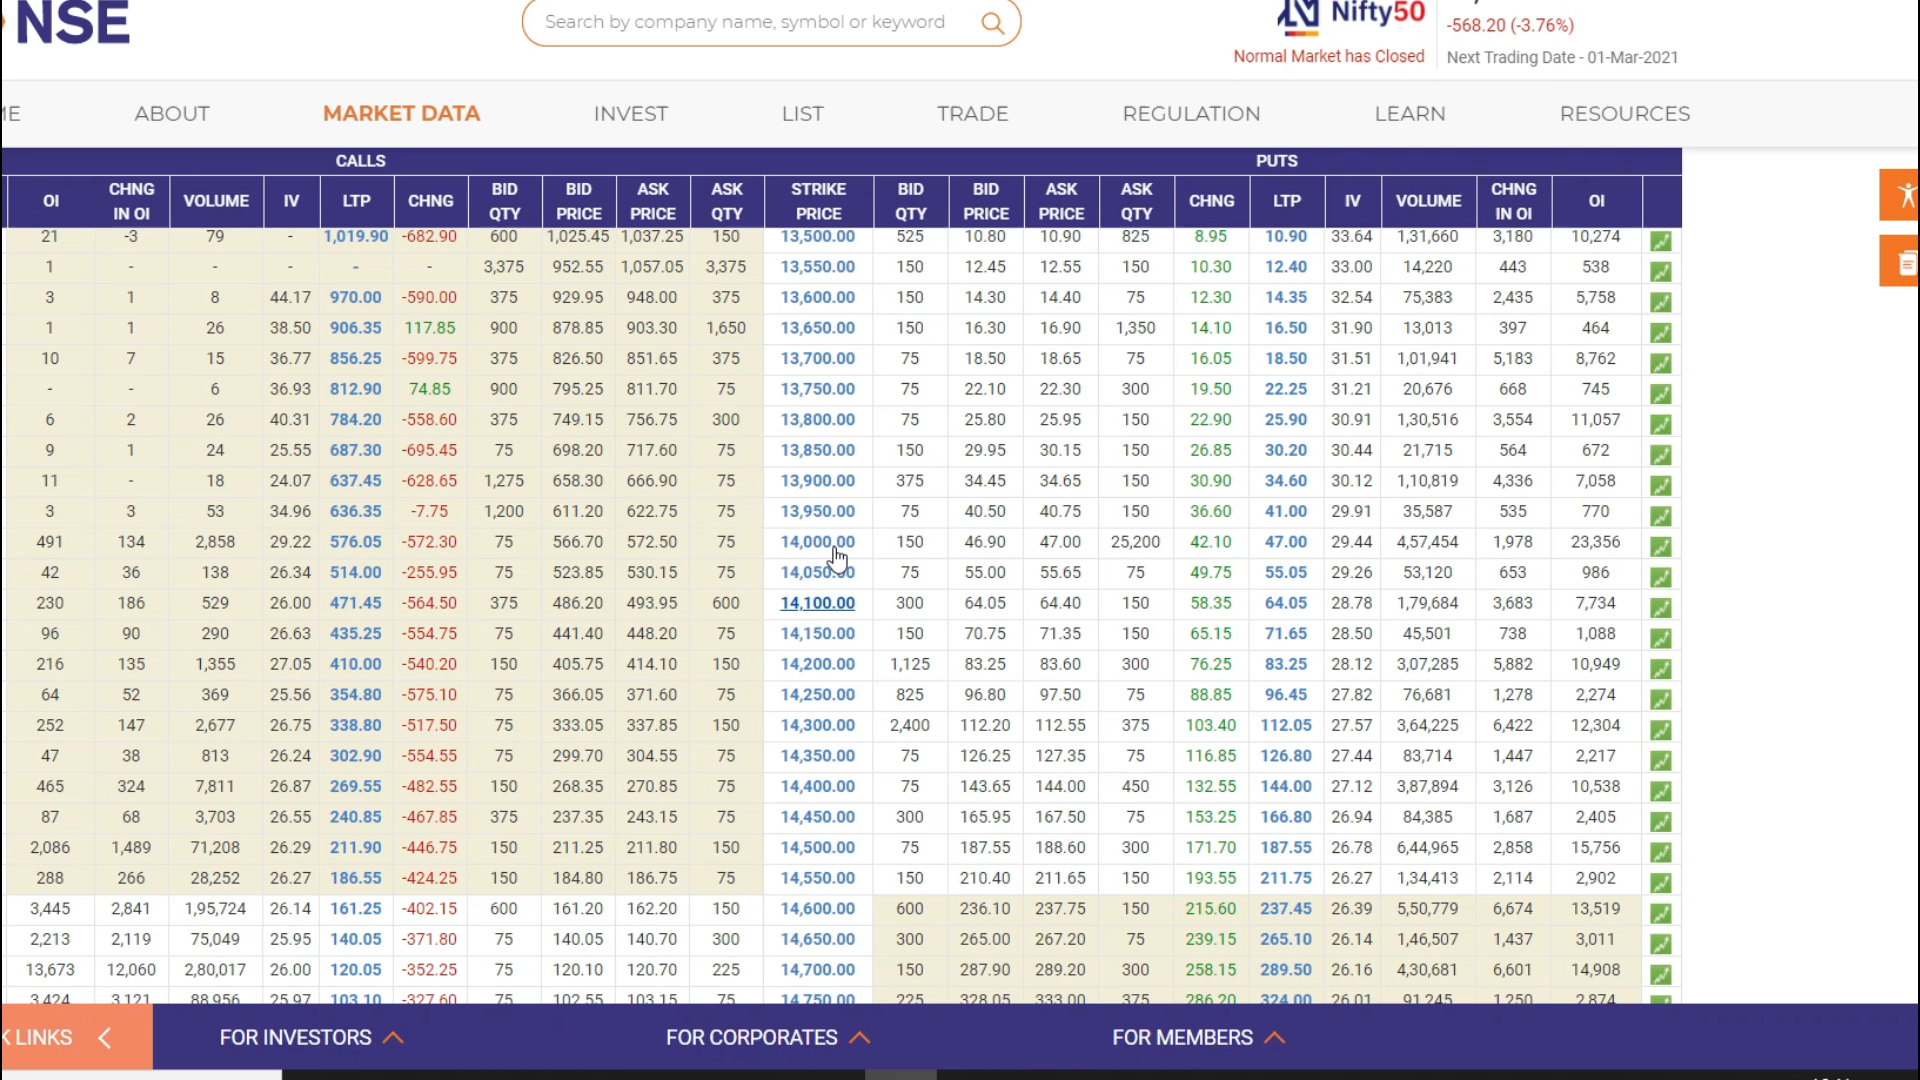 NSE
Search by company name, symbol or keyword
Nifty50
-568.20 (-3.76%)
Normal Market has Closed
Next Trading Date - 01-Mar-2021
ME ABOUT MARKET DATA INVEST LIST TRADE REGULATION LEARN RESOURCES
CALLS PUTS
OI CHNG IN OI VOLUME IV LTP CHNG BID QTY BID PRICE ASK PRICE ASK QTY STRIKE PRICE BID QTY BID PRICE ASK PRICE ASK QTY CHNG LTP IV VOLUME CHNG IN OI OI
21 -3 79 - 1,019.90 -682.90 600 1,025.45 1,037.25 150 13,500.00 525 10.80 10.90 825 8.95 10.90 33.64 1,31,660 3,180 10,274
1 - - - - - 3,375 952.55 1,057.05 3,375 13,550.00 150 12.45 12.55 150 10.30 12.40 33.00 14,220 443 538
3 1 8 44.17 970.00 -590.00 375 929.95 948.00 375 13,600.00 150 14.30 14.40 75 12.30 14.35 32.54 75,383 2,435 5,758
1 1 26 38.50 906.35 117.85 900 878.85 903.30 1,650 13,650.00 150 16.30 16.90 1,350 14.10 16.50 31.90 13,013 397 464
10 7 15 36.77 856.25 -599.75 375 826.50 851.65 375 13,700.00 75 18.50 18.65 75 16.05 18.50 31.51 1,01,941 5,183 8,762
- - 6 36.93 812.90 74.85 900 795.25 811.70 75 13,750.00 75 22.10 22.30 300 19.50 22.25 31.21 20,676 668 745
6 2 26 40.31 784.20 -558.60 375 749.15 756.75 300 13,800.00 75 25.80 25.95 150 22.90 25.90 30.91 1,30,516 3,554 11,057
9 1 24 25.55 687.30 -695.45 75 698.20 717.60 75 13,850.00 150 29.95 30.15 150 26.85 30.20 30.44 21,715 564 672
11 - 18 24.07 637.45 -628.65 1,275 658.30 666.90 75 13,900.00 375 34.45 34.65 150 30.90 34.60 30.12 1,10,819 4,336 7,058
3 3 53 34.96 636.35 -7.75 1,200 611.20 622.75 75 13,950.00 75 40.50 40.75 150 36.60 41.00 29.91 35,587 535 770
491 134 2,858 29.22 576.05 -572.30 75 566.70 572.50 75 14,000.00 150 46.90 47.00 25,200 42.10 47.00 29.44 4,57,454 1,978 23,356
42 36 138 26.34 514.00 -255.95 75 523.85 530.15 75 14,050.00 75 55.00 55.65 75 49.75 55.05 29.26 53,120 653 986
230 186 529 26.00 471.45 -564.50 375 486.20 493.95 600 14,100.00 300 64.05 64.40 150 58.35 64.05 28.78 1,79,684 3,683 7,734
96 90 290 26.63 435.25 -554.75 75 441.40 448.20 75 14,150.00 150 70.75 71.35 150 65.15 71.65 28.50 45,501 738 1,088
216 135 1,355 27.05 410.00 -540.20 150 405.75 414.10 150 14,200.00 1,125 83.25 83.60 300 76.25 83.25 28.12 3,07,285 5,882 10,949
64 52 369 25.56 354.80 -575.10 75 366.05 371.60 75 14,250.00 825 96.80 97.50 75 88.85 96.45 27.82 76,681 1,278 2,274
252 147 2,677 26.75 338.80 -517.50 75 333.05 337.85 150 14,300.00 2,400 112.20 112.55 375 103.40 112.05 27.57 3,64,225 6,422 12,304
47 38 813 26.24 302.90 -554.55 75 299.70 304.55 75 14,350.00 75 126.25 127.35 75 116.85 126.80 27.44 83,714 1,447 2,217
465 324 7,811 26.87 269.55 -482.55 150 268.35 270.85 75 14,400.00 75 143.65 144.00 450 132.55 144.00 27.12 3,87,894 3,126 10,538
87 68 3,703 26.55 240.85 -467.85 375 237.35 243.15 75 14,450.00 300 165.95 167.50 75 153.25 166.80 26.94 84,385 1,687 2,405
2,086 1,489 71,208 26.29 211.90 -446.75 150 211.25 211.80 150 14,500.00 75 187.55 188.60 300 171.70 187.55 26.78 6,44,965 2,858 15,756
288 266 28,252 26.27 186.55 -424.25 150 184.80 186.75 75 14,550.00 150 210.40 211.65 150 193.55 211.75 26.27 1,34,413 2,114 2,902
3,445 2,841 1,95,724 26.14 161.25 -402.15 600 161.20 162.20 150 14,600.00 600 236.10 237.75 150 215.60 237.45 26.39 5,50,779 6,674 13,519
2,213 2,119 75,049 25.95 140.05 -371.80 75 140.05 140.70 300 14,650.00 300 265.00 267.20 75 239.15 265.10 26.14 1,46,507 1,437 3,011
13,673 12,060 2,80,017 26.00 120.05 -352.25 75 120.10 120.70 225 14,700.00 150 287.90 289.20 300 258.15 289.50 26.16 4,30,681 6,601 14,908
3,424 3,121 88,956 25.97 103.10 -327.60 75 102.55 103.15 75 14,750.00 225 328.05 333.00 375 286.20 324.00 26.01 91,245 1,250 2,874
K LINKS FOR INVESTORS FOR CORPORATES FOR MEMBERS